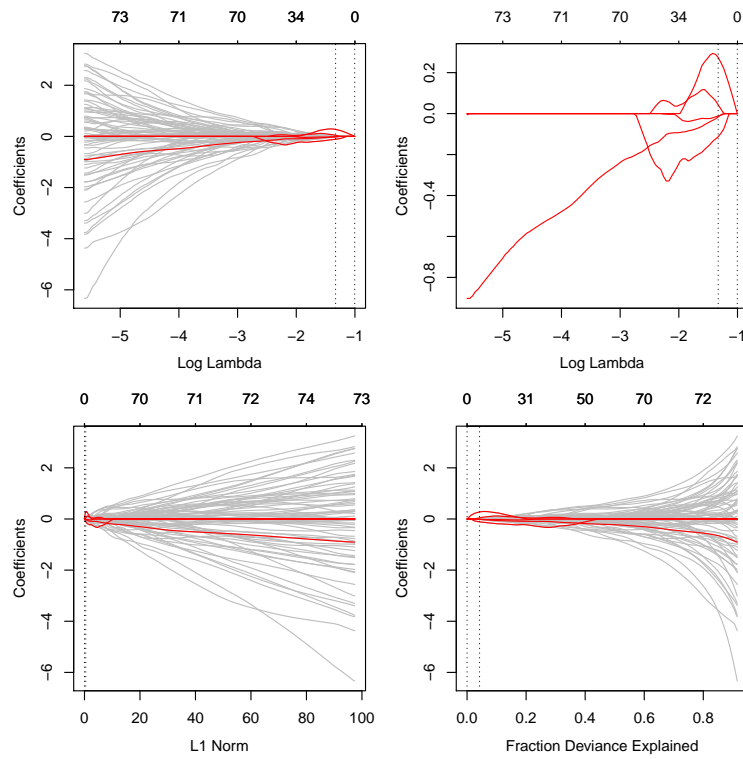 73 71 70 34 0
2
0
−2
−4
−6
Coefficients
−5 −4 −3 −2 −1
Log Lambda
73 71 70 34 0
0.2
0.0
−0.4
−0.8
Coefficients
−5 −4 −3 −2 −1
Log Lambda
0 70 71 72 74 73
2
0
−2
−4
−6
Coefficients
0 20 40 60 80 100
L1 Norm
0 31 50 70 72
2
0
−2
−4
−6
Coefficients
0.0 0.2 0.4 0.6 0.8
Fraction Deviance Explained